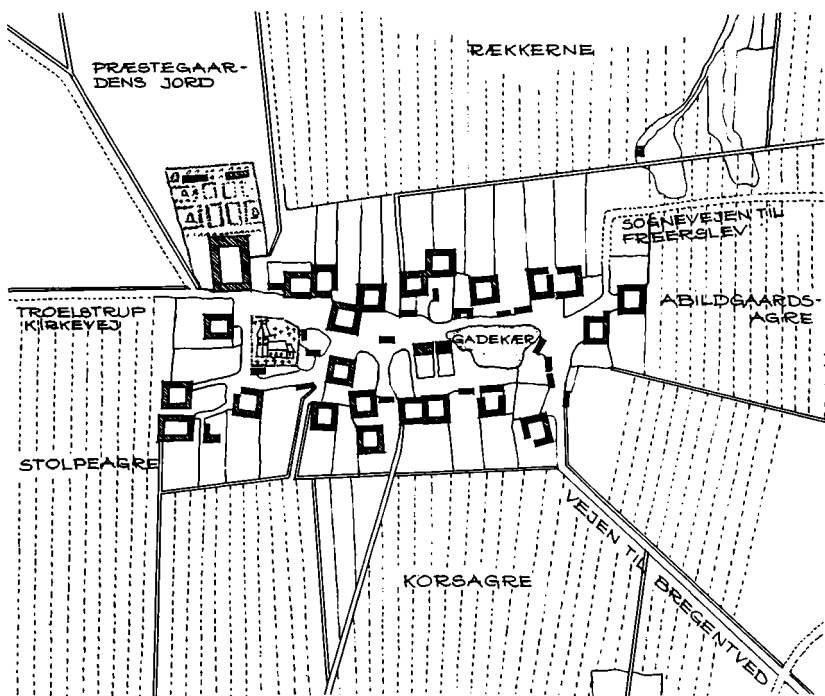 RÆKKERNE
PRÆSTEGAAR-
DENS JORD
SOGNEVEJEN TIL
FREERSLEV
TROELSTRUP
KIRKEVEJ
ABILDGAARDS-
AGRE
GADEKÆR
STOLPEAGRE
KORSAGRE
VEJEN TIL BREGENTVED